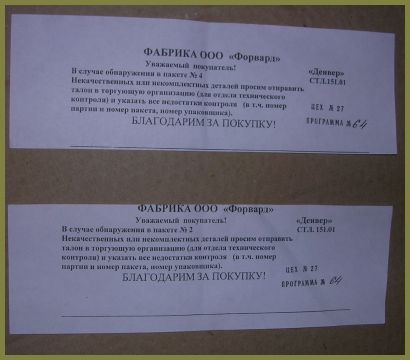 ФАБРИКА ООО «Форвард»
Уважаемый покупатель! «Денвер»
В случае обнаружения в пакете № 4 СТЛ.151.01
Некачественных или некомплектных деталей просим отправить
талон в торгующую организацию (для отдела технического
контроля) и указать все недостатки контроля (в т.ч. номер
партии и номер пакета, номер упаковщика).
ЦЕХ № 27
БЛАГОДАРИМ ЗА ПОКУПКУ! ПРОГРАММА № 64
ФАБРИКА ООО «Форвард»
Уважаемый покупатель! «Денвер»
В случае обнаружения в пакете № 2 СТЛ. 151.01
Некачественных или некомплектных деталей просим отправить
талон в торгующую организацию (для отдела технического
контроля) и указать все недостатки контроля (в т.ч. номер
партии и номер пакета, номер упаковщика).
ЦЕХ № 27
БЛАГОДАРИМ ЗА ПОКУПКУ!
ПРОГРАММА № 64